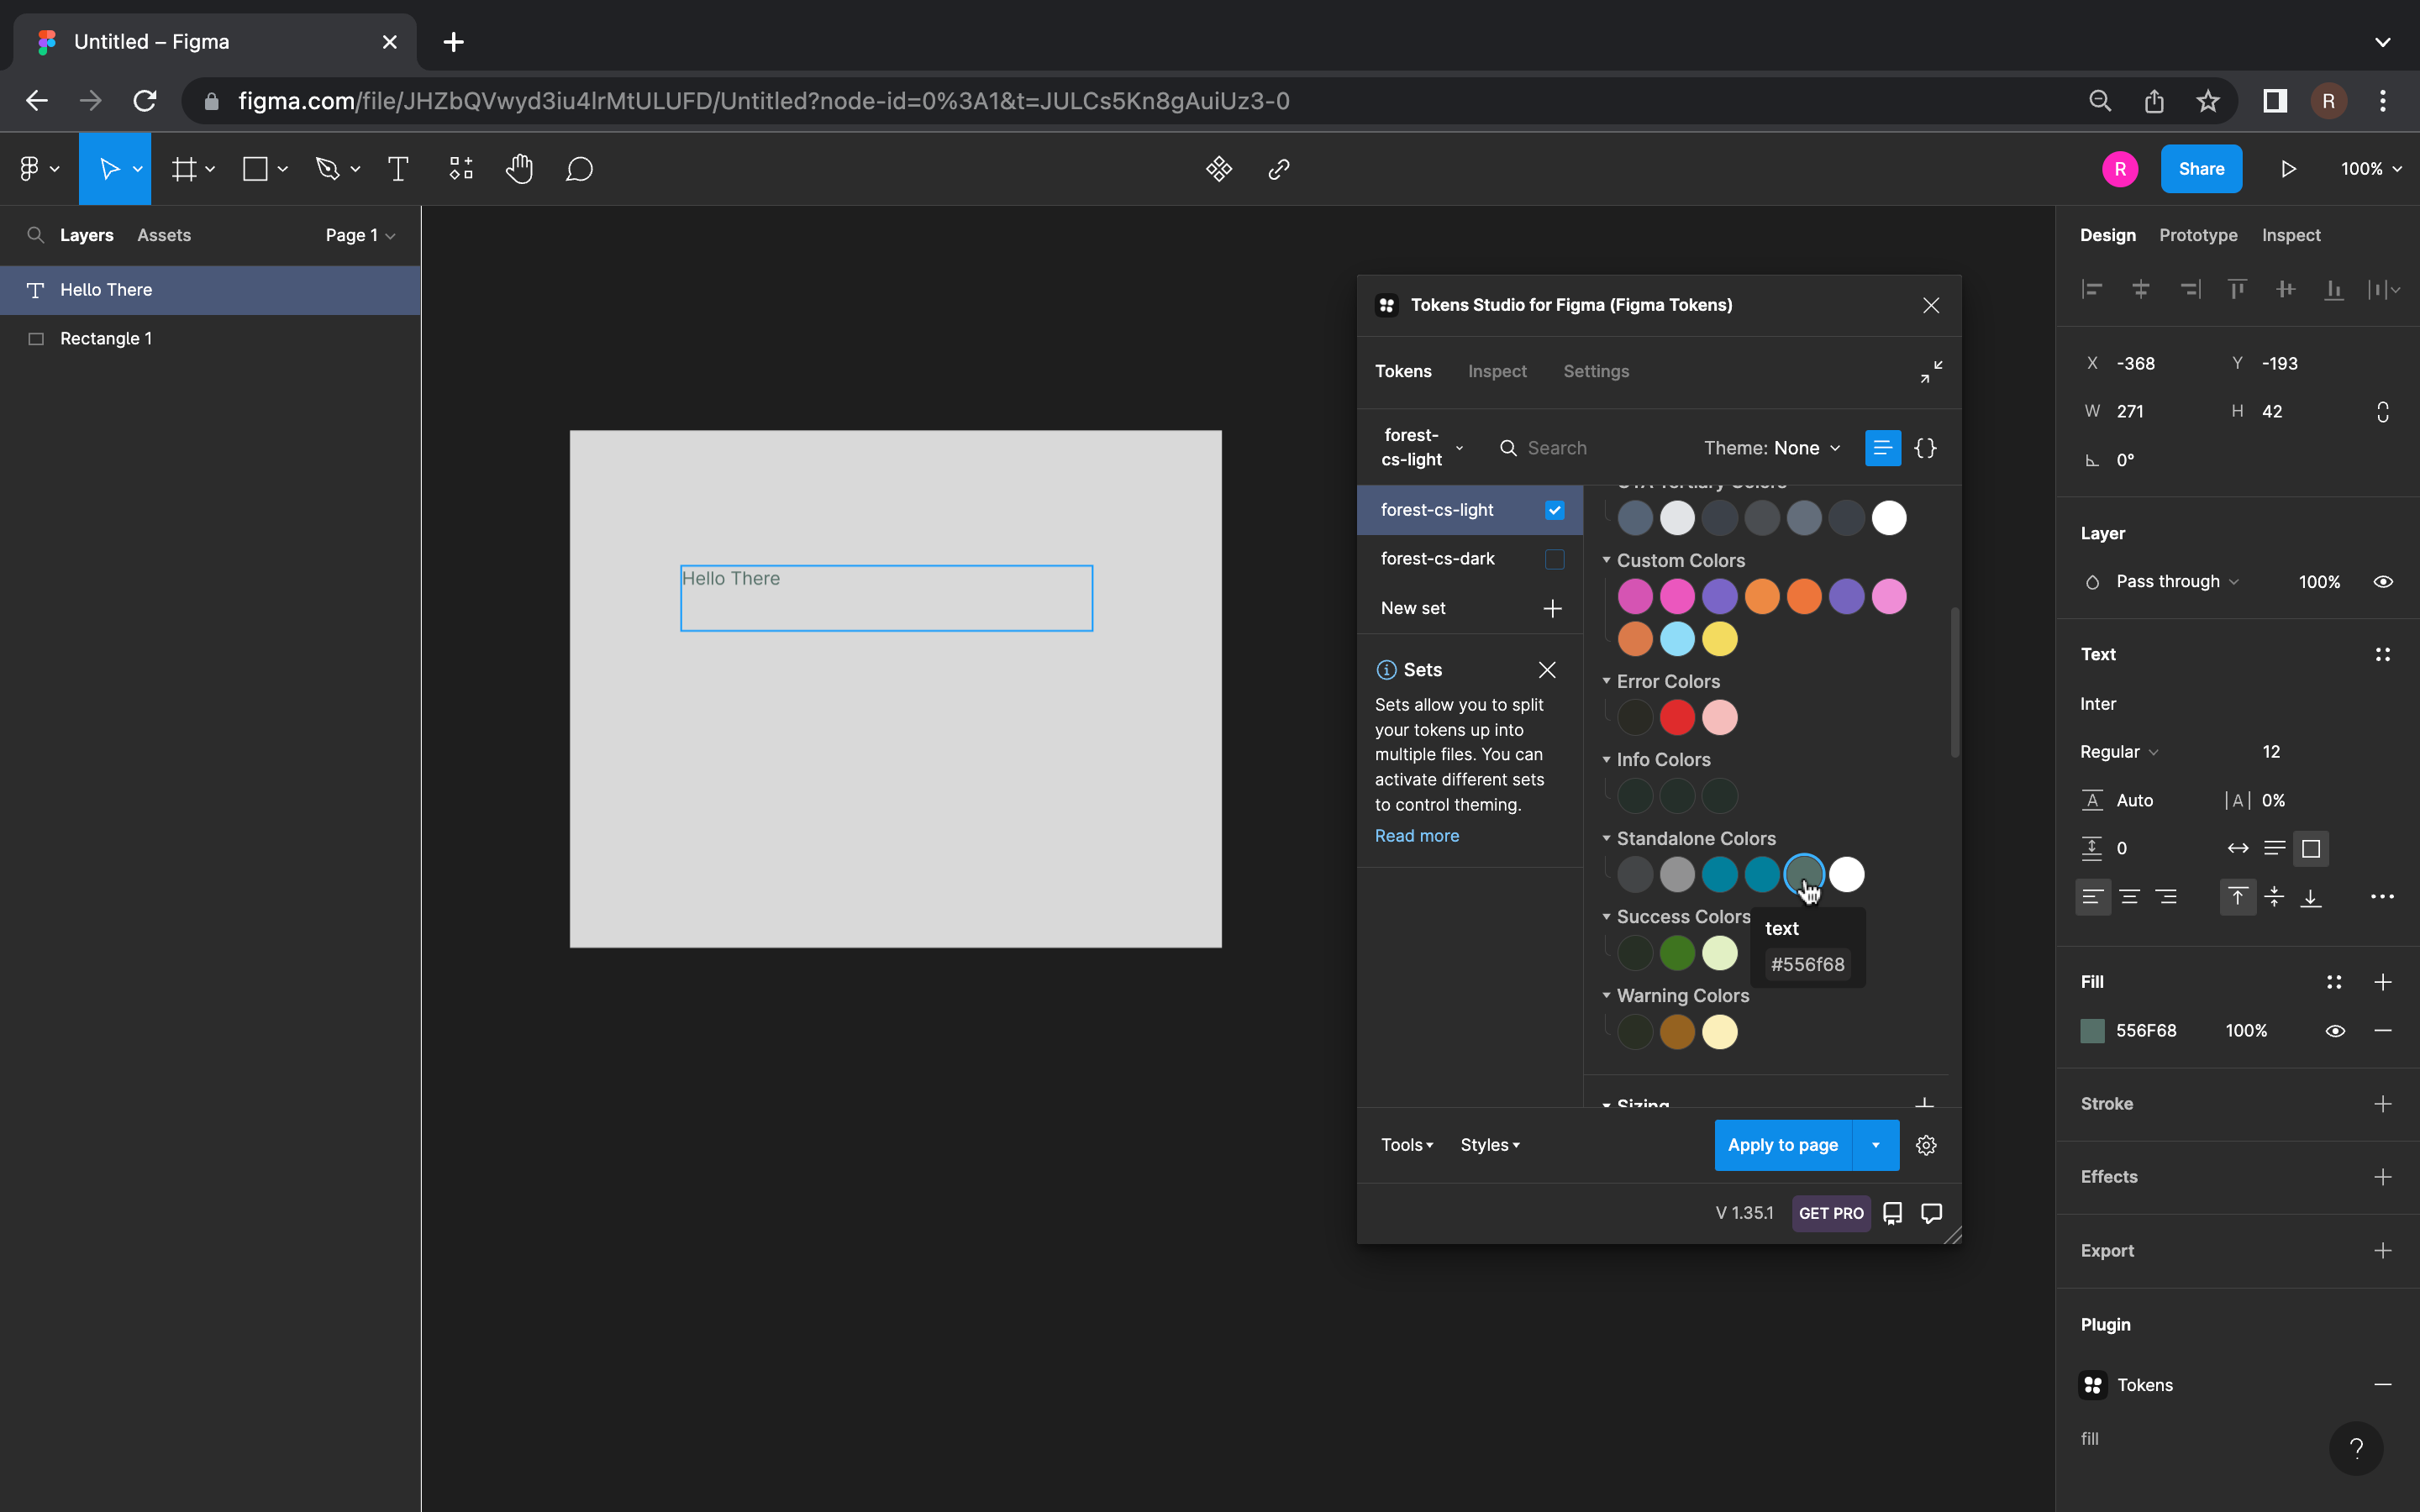 Untitled – Figma
figma.com/file/JHZbQVwyd3iu4lrMtULUFD/Untitled?node-id=0%3A1&t=JULCs5Kn8gAuiUz3-0
R
R
Share
100%
Layers
Assets
Page 1
Hello There
Rectangle 1
Hello There
Tokens Studio for Figma (Figma Tokens)
Tokens
Inspect
Settings
forest-
cs-light
Search
Theme: None
forest-cs-light
forest-cs-dark
New set
Sets
Sets allow you to split
your tokens up into
multiple files. You can
activate different sets
to control theming.
Read more
Custom Colors
Error Colors
Info Colors
Standalone Colors
Success Colors
text
#556f68
Warning Colors
Sizing
Tools
Styles
Apply to page
V 1.35.1
GET PRO
Design
Prototype
Inspect
X -368
Y -193
W 271
H 42
0°
Layer
Pass through
100%
Text
Inter
Regular
12
Auto
0%
0
Fill
556F68
100%
Stroke
Effects
Export
Plugin
Tokens
fill
?